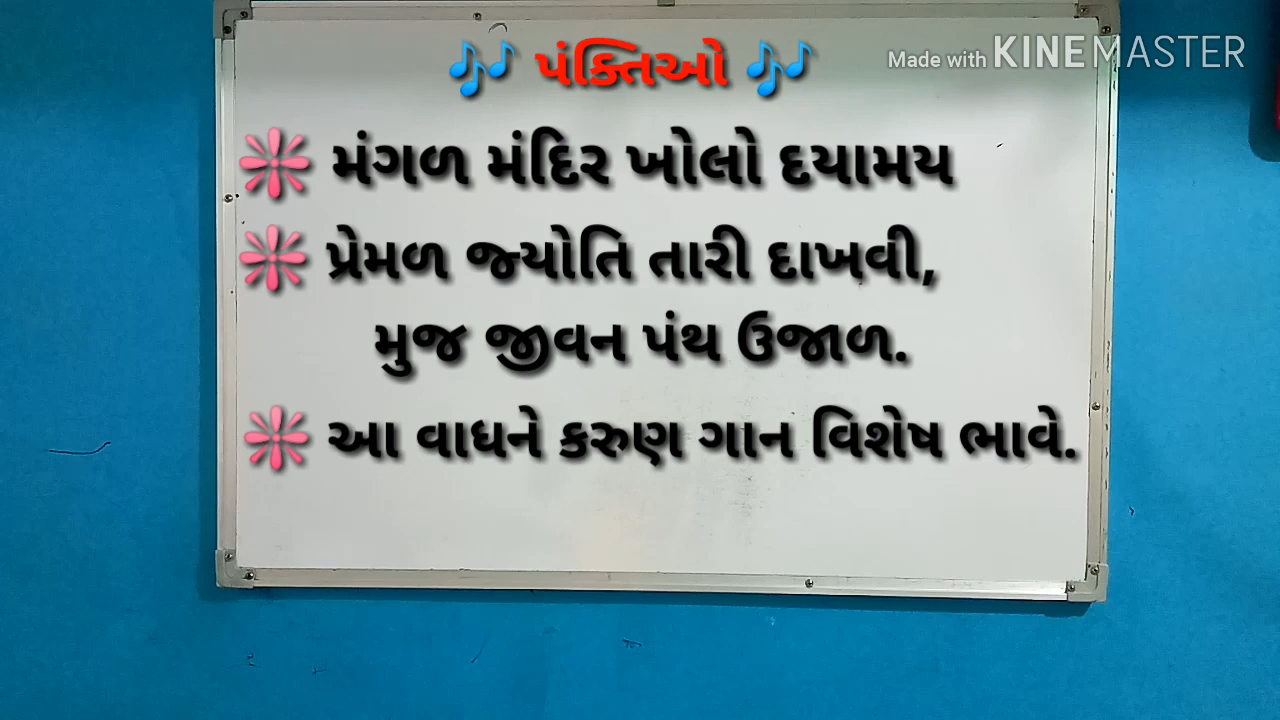 Made with KINEMASTER
🎶 પંક્તિઓ 🎶
❇ મંગળ મંદિર ખોલો દયામય
❇ પ્રેમળ જ્યોતિ તારી દાખવી,
મુજ જીવન પંથ ઉજાળ.
❇ આ વાધને કરુણ ગાન વિશેષ ભાવે.